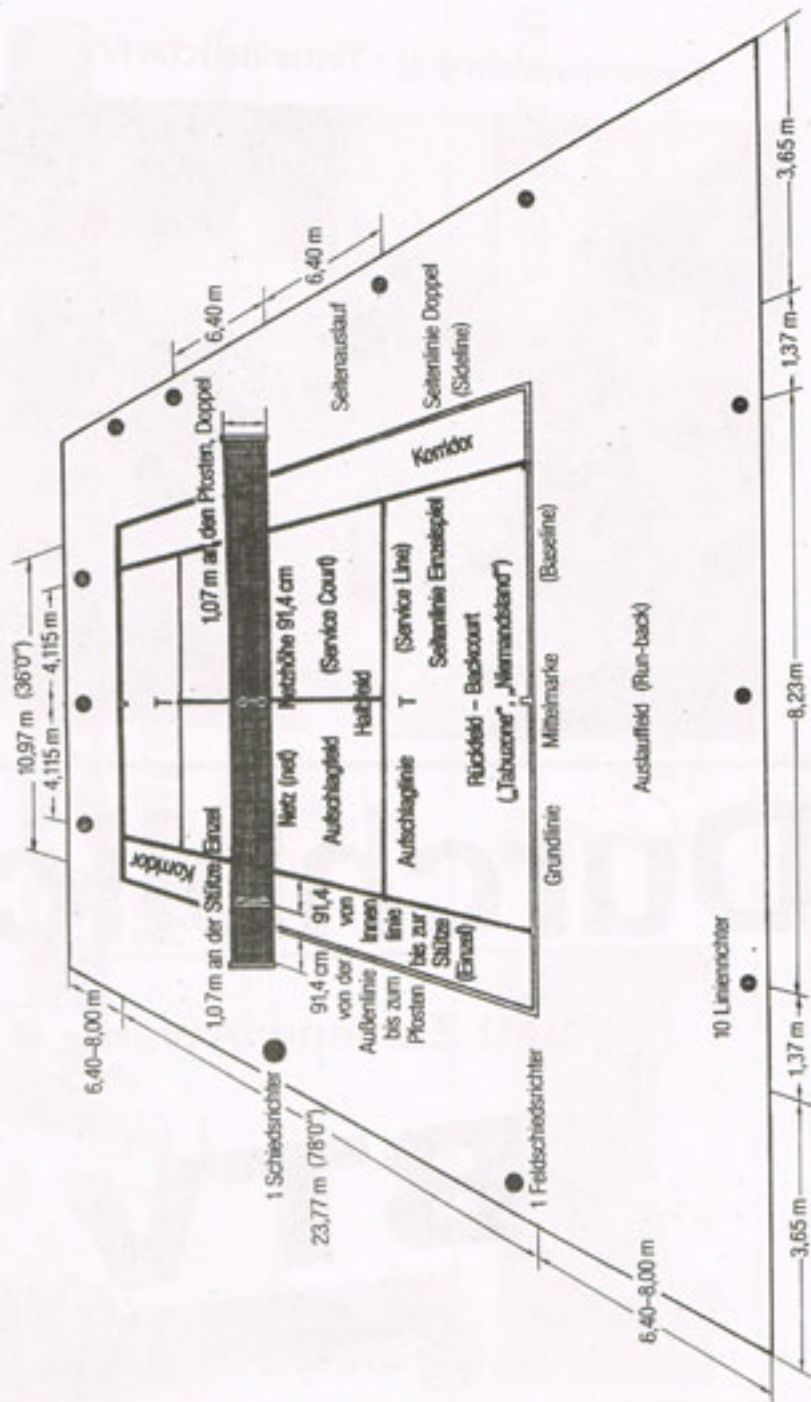 10,97 m (36'0")
4,115 m
4,115 m
6,40–8,00 m
Korridor
T
6,40 m
6,40 m
1,07 m an der Stütze, Einzel
1,07 m an den Pfosten, Doppel
1 Schiedsrichter
23,77 m (78'0")
91,4 cm
von der
Außenlinie
bis zum
Pfosten
91,4
von
Innen
linie
bis zur
Stütze
(Einzel)
Netz (net)
Netzhöhe 91,4 cm
Aufschlagfeld
(Service Court)
Halbfeld
Seitenauslauf
Aufschlaglinie
T
(Service Line)
Seitenlinie Einzelspiel
Korridor
Seitenlinie Doppel
(Sideline)
Rückfeld – Backcourt
(„Tabuzone", „Niemandsland")
1 Feldschiedsrichter
Grundlinie
Mittelmarke
(Baseline)
Auslauffeld (Run-back)
6,40–8,00 m
10 Linienrichter
3,65 m
1,37 m
8,23 m
1,37 m
3,65 m